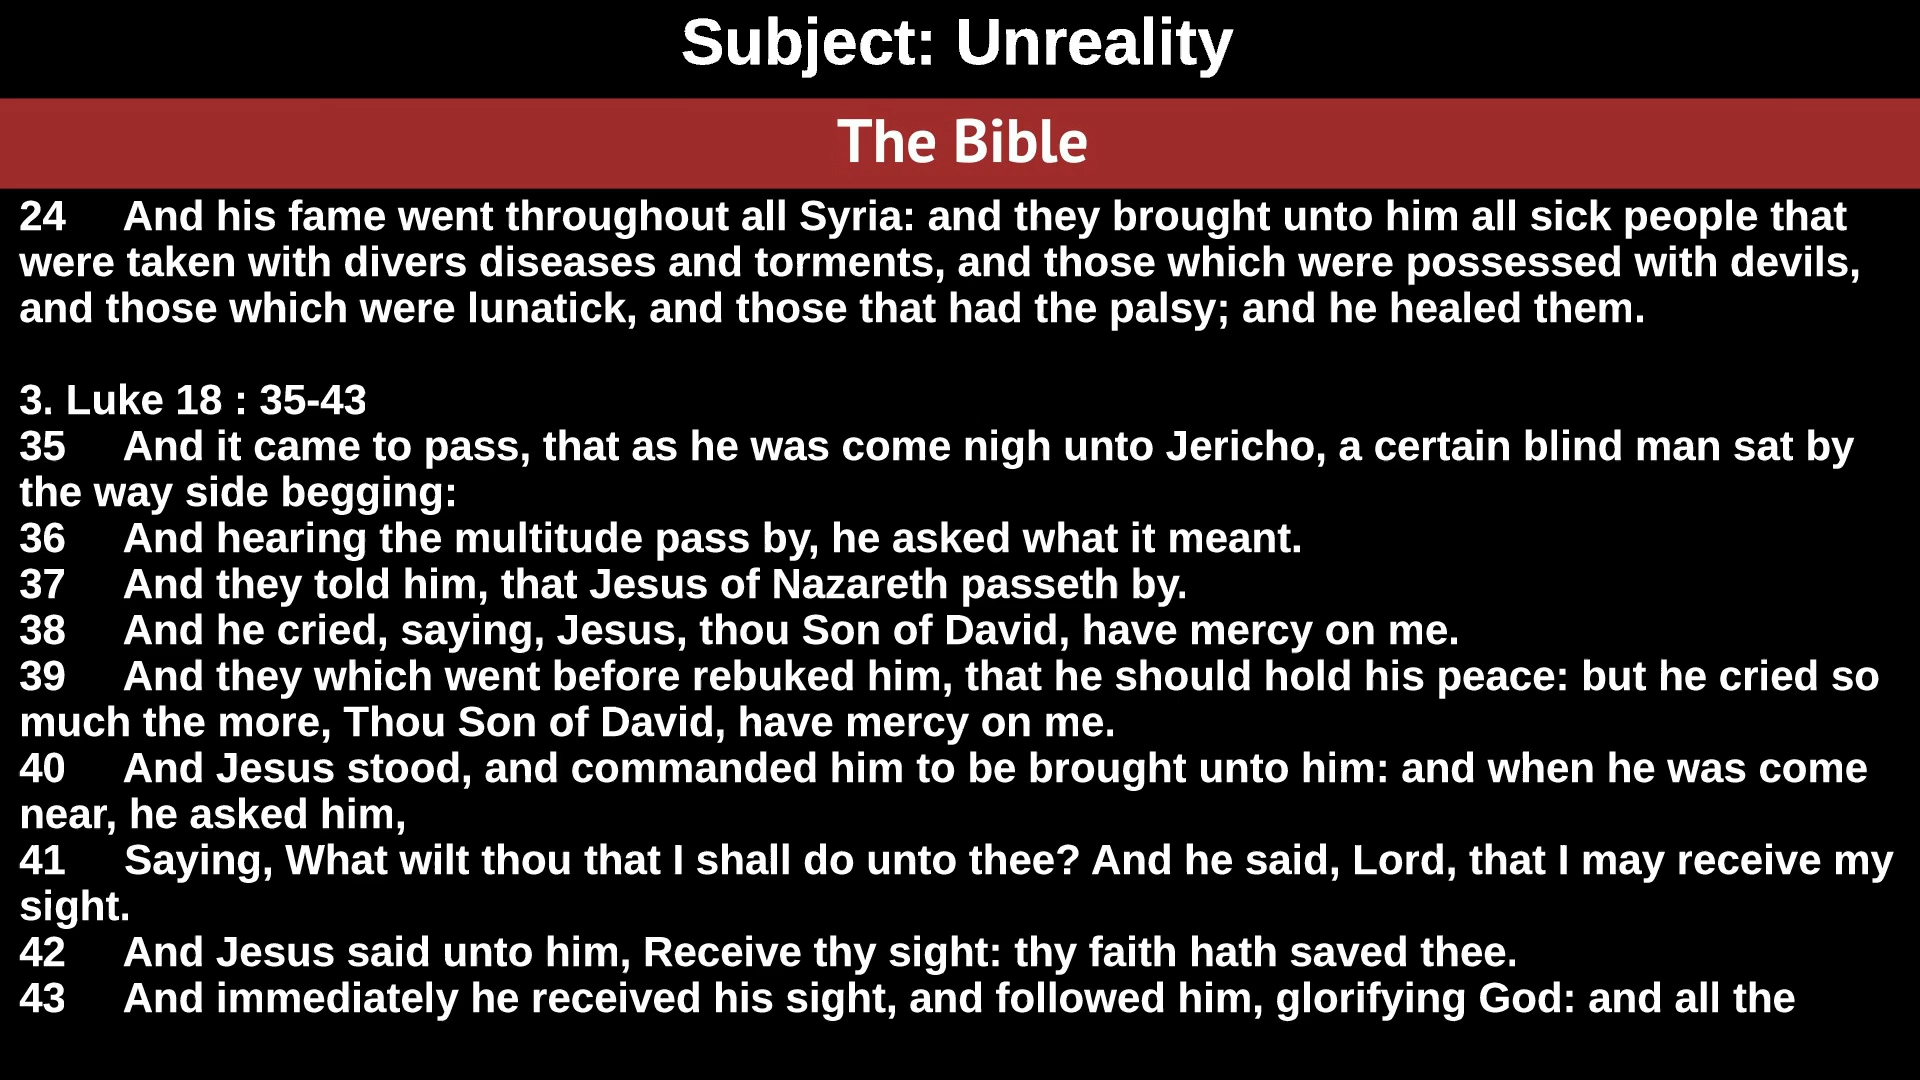 Subject: Unreality
The Bible
24 And his fame went throughout all Syria: and they brought unto him all sick people that
were taken with divers diseases and torments, and those which were possessed with devils,
and those which were lunatick, and those that had the palsy; and he healed them.
3. Luke 18 : 35-43
35 And it came to pass, that as he was come nigh unto Jericho, a certain blind man sat by
the way side begging:
36 And hearing the multitude pass by, he asked what it meant.
37 And they told him, that Jesus of Nazareth passeth by.
38 And he cried, saying, Jesus, thou Son of David, have mercy on me.
39 And they which went before rebuked him, that he should hold his peace: but he cried so
much the more, Thou Son of David, have mercy on me.
40 And Jesus stood, and commanded him to be brought unto him: and when he was come
near, he asked him,
41 Saying, What wilt thou that I shall do unto thee? And he said, Lord, that I may receive my
sight.
42 And Jesus said unto him, Receive thy sight: thy faith hath saved thee.
43 And immediately he received his sight, and followed him, glorifying God: and all the